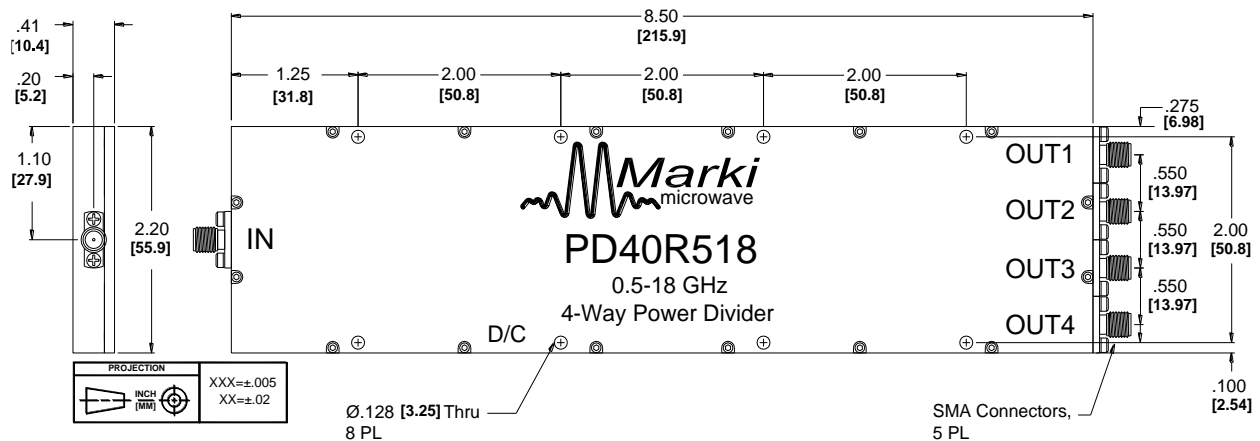 .41
[10.4]
.20
[5.2]
8.50
[215.9]
1.25
[31.8]
2.00
[50.8]
2.00
[50.8]
2.00
[50.8]
.275
[6.98]
1.10
[27.9]
2.20
[55.9]
IN
Marki
microwave
PD40R518
0.5-18 GHz
4-Way Power Divider
D/C
OUT1
OUT2
OUT3
OUT4
.550
[13.97]
.550
[13.97]
.550
[13.97]
2.00
[50.8]
.100
[2.54]
PROJECTION
INCH
[MM]
XXX=±.005
XX=±.02
Ø.128 [3.25] Thru
8 PL
SMA Connectors,
5 PL